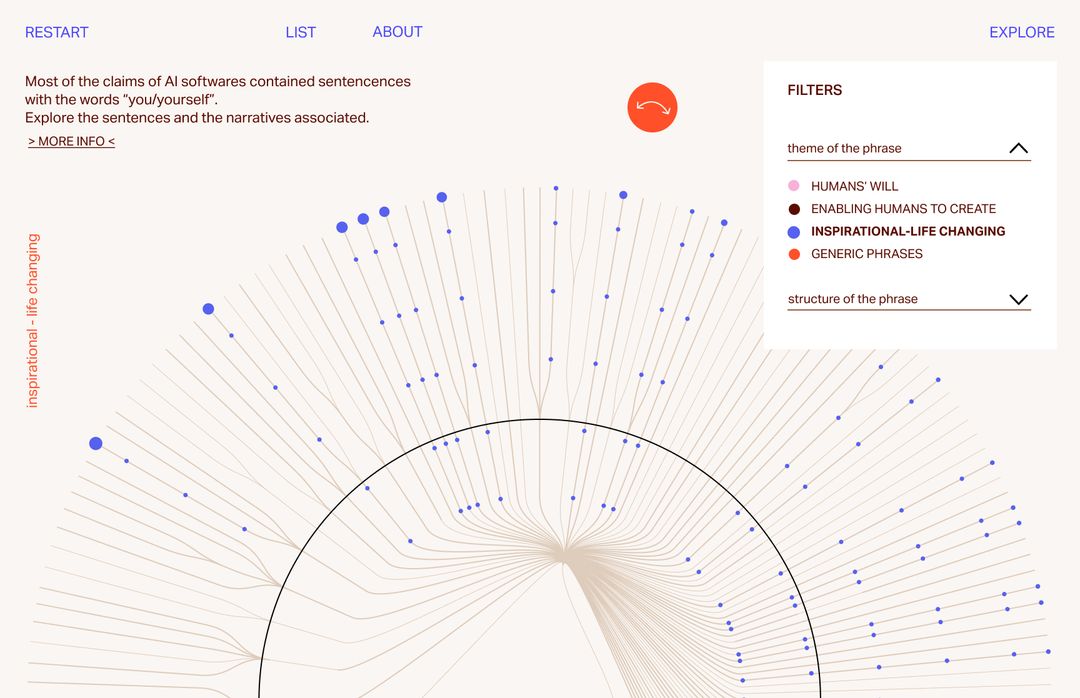 RESTART
LIST
ABOUT
EXPLORE
Most of the claims of AI softwares contained sentencences
with the words “you/yourself”.
Explore the sentences and the narratives associated.
> MORE INFO <
FILTERS
theme of the phrase
HUMANS’ WILL
ENABLING HUMANS TO CREATE
INSPIRATIONAL-LIFE CHANGING
GENERIC PHRASES
structure of the phrase
inspirational - life changing